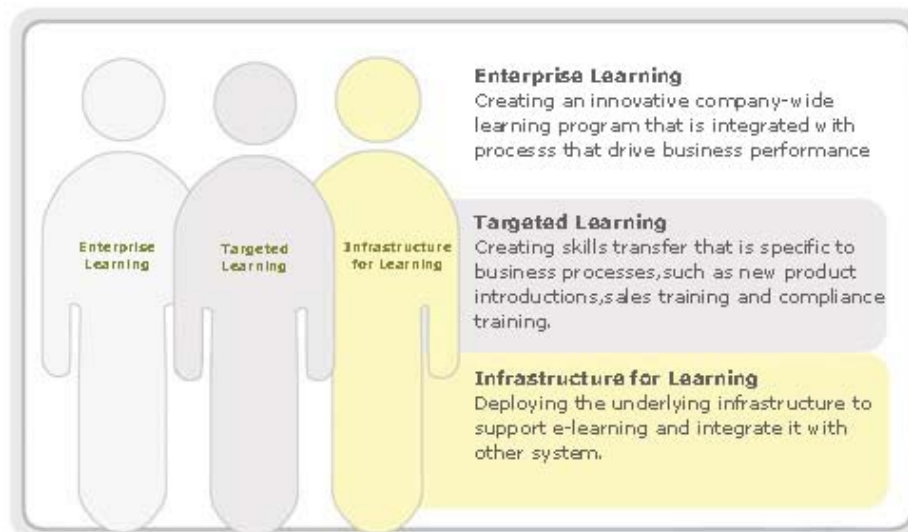 Enterprise Learning
Creating an innovative company-wide
learning program that is integrated with
processs that drive business performance
Targeted Learning
Creating skills transfer that is specific to
business processes,such as new product
introductions,sales training and compliance
training.
Infrastructure for Learning
Deploying the underlying infrastructure to
support e-learning and integrate it with
other system.
Enterprise
Learning
Targeted
Learning
Infrastructure
for Learning